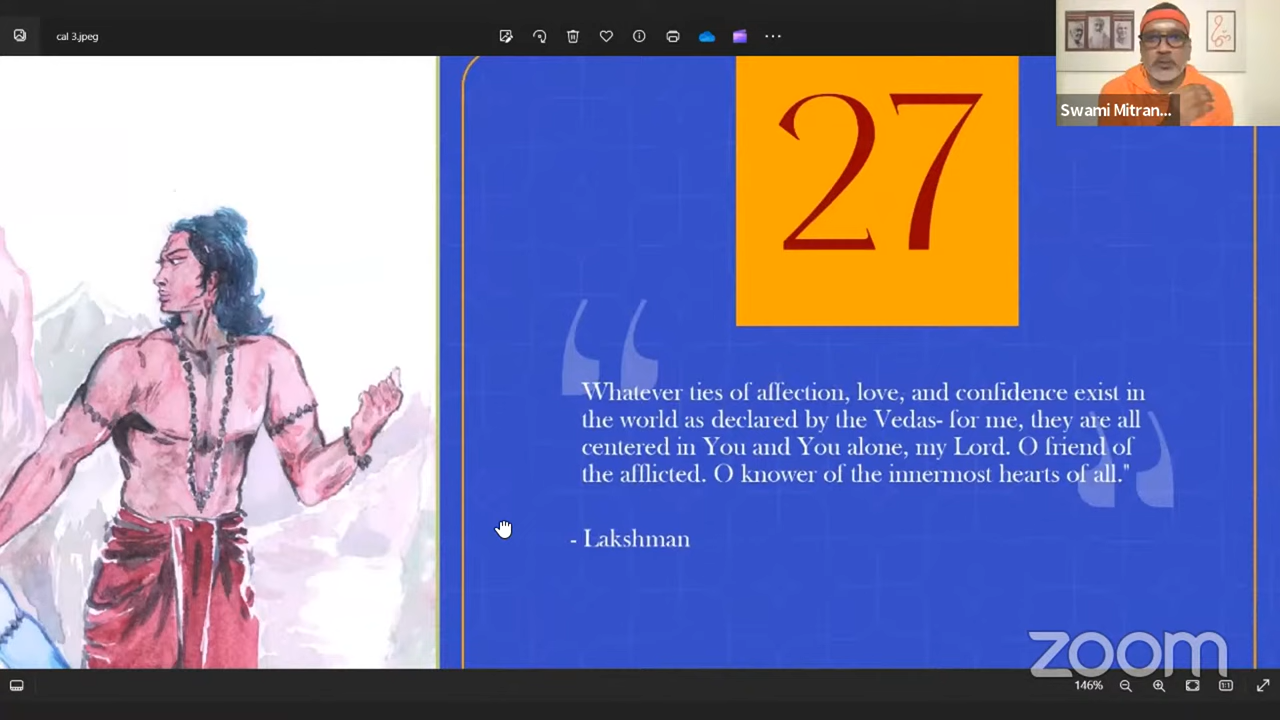 cal 3.jpeg
Swami Mitran...
27
“
Whatever ties of affection, love, and confidence exist in
the world as declared by the Vedas- for me, they are all
centered in You and You alone, my Lord. O friend of
the afflicted. O knower of the innermost hearts of all."
”
- Lakshman
zoom
146%
1:1